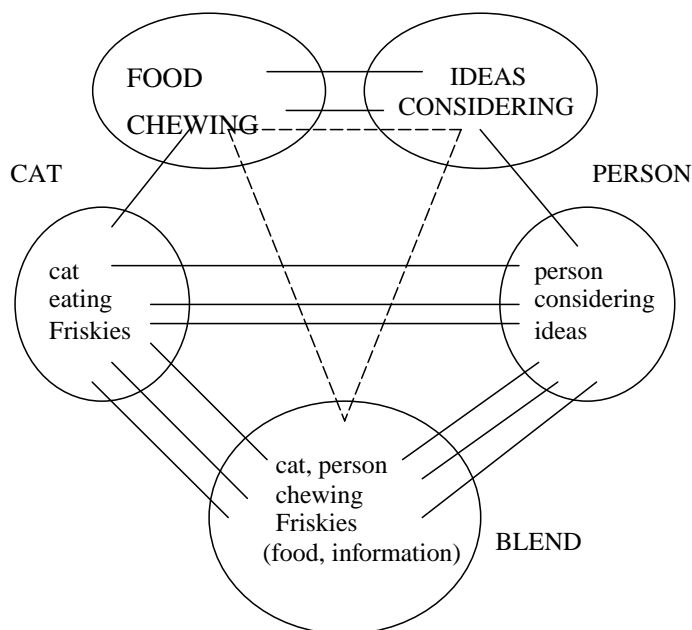 FOOD
CHEWING
IDEAS
CONSIDERING
CAT
PERSON
cat
eating
Friskies
person
considering
ideas
cat, person
chewing
Friskies
(food, information)
BLEND